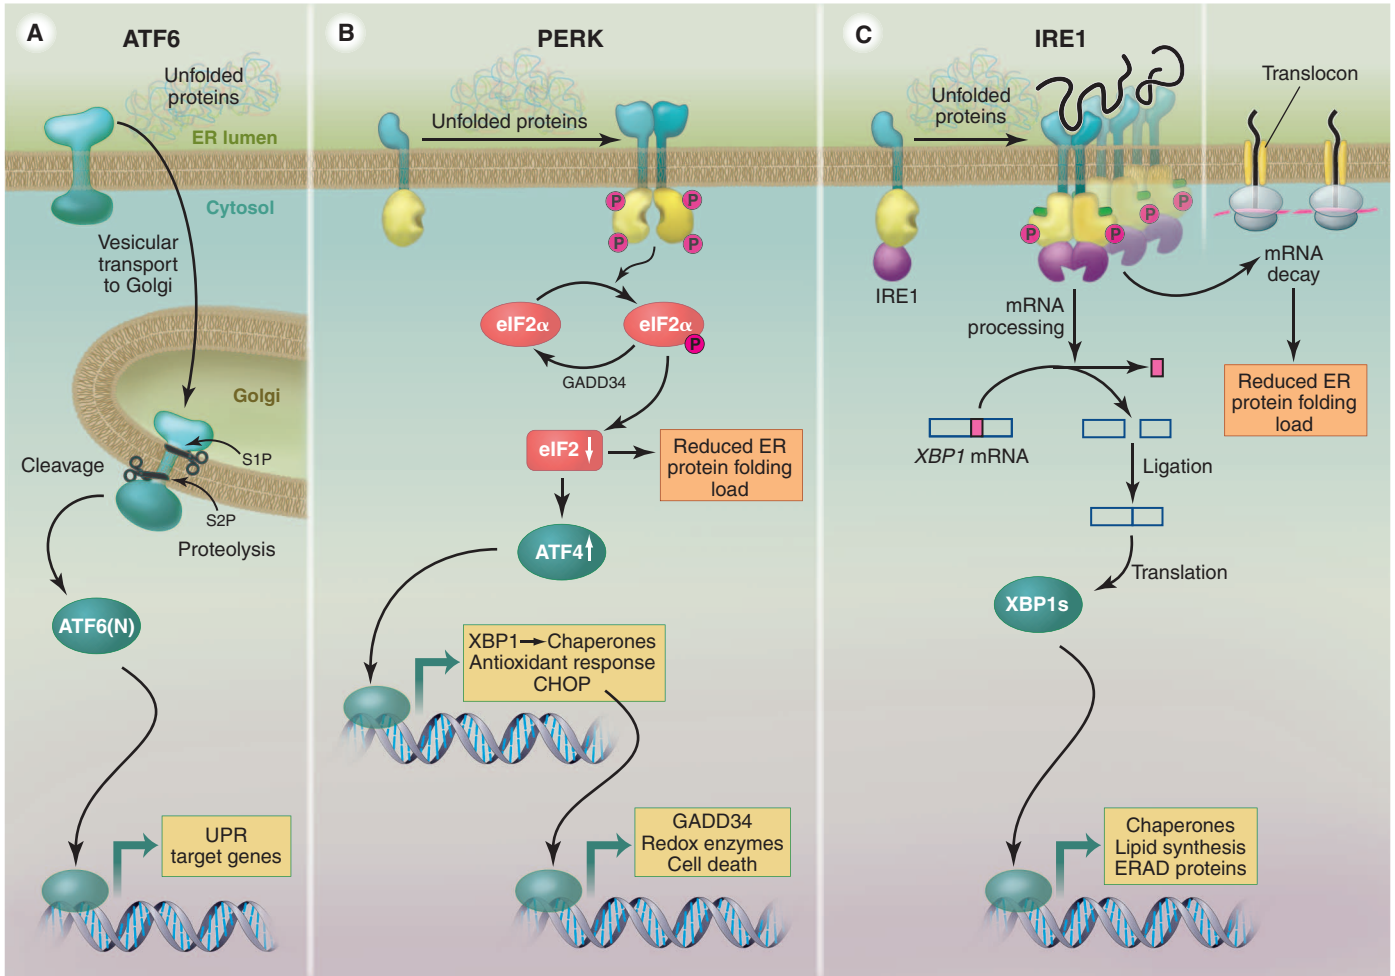 A
ATF6
Unfolded
proteins
ER lumen
Cytosol
Vesicular
transport
to Golgi
Golgi
S1P
Cleavage
S2P
Proteolysis
ATF6(N)
UPR
target genes
B
PERK
Unfolded proteins
P
P
P
P
eIF2α
eIF2α
P
GADD34
eIF2
Reduced ER
protein folding
load
ATF4
XBP1 → Chaperones
Antioxidant response
CHOP
GADD34
Redox enzymes
Cell death
C
IRE1
Unfolded
proteins
Translocon
P
P
P
P
IRE1
mRNA
decay
mRNA
processing
Reduced ER
protein folding
load
XBP1 mRNA
Ligation
Translation
XBP1s
Chaperones
Lipid synthesis
ERAD proteins